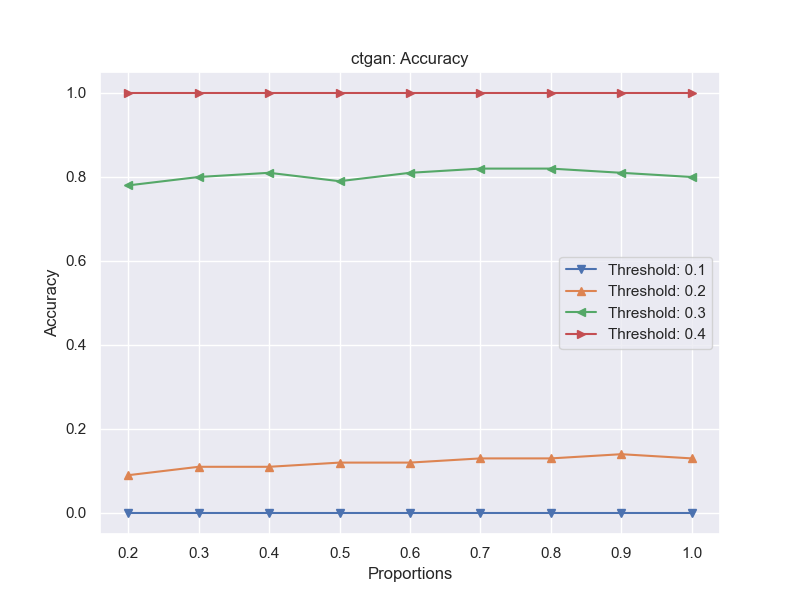 ctgan: Accuracy
1.0
0.8
0.6
0.4
0.2
0.0
Accuracy
Threshold: 0.1
Threshold: 0.2
Threshold: 0.3
Threshold: 0.4
0.2 0.3 0.4 0.5 0.6 0.7 0.8 0.9 1.0
Proportions